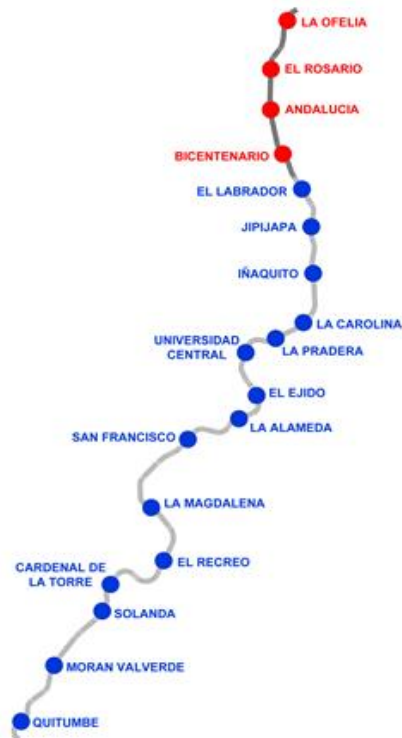 LA OFELIA
EL ROSARIO
ANDALUCIA
BICENTENARIO
EL LABRADOR
JIPIJAPA
IÑAQUITO
LA CAROLINA
LA PRADERA
UNIVERSIDAD
CENTRAL
EL EJIDO
LA ALAMEDA
SAN FRANCISCO
LA MAGDALENA
EL RECREO
CARDENAL DE
LA TORRE
SOLANDA
MORAN VALVERDE
QUITUMBE